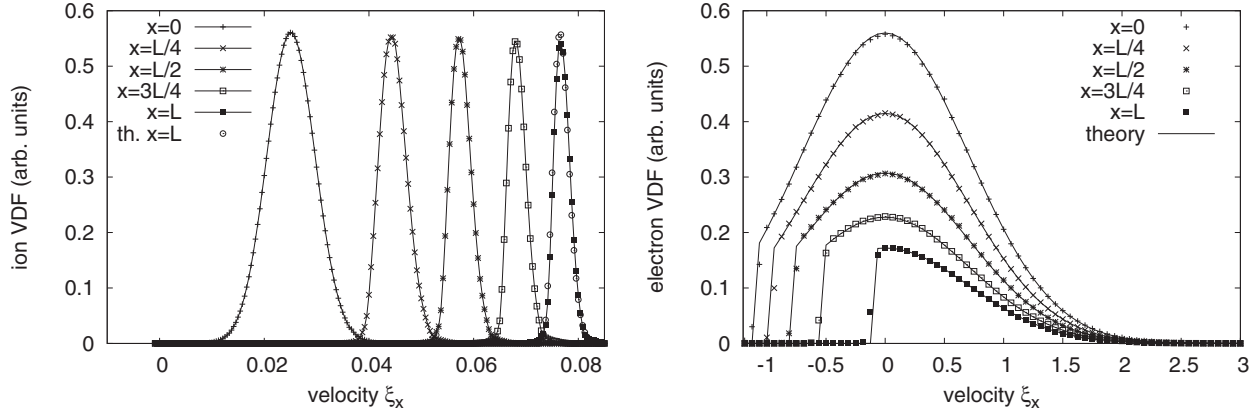 ion VDF (arb. units)
0.6
0.5
0.4
0.3
0.2
0.1
0
x=0
x=L/4
x=L/2
x=3L/4
x=L
th. x=L
0 0.02 0.04 0.06 0.08
velocity ξx
electron VDF (arb. units)
0.6
0.5
0.4
0.3
0.2
0.1
0
x=0
x=L/4
x=L/2
x=3L/4
x=L
theory
-1 -0.5 0 0.5 1 1.5 2 2.5 3
velocity ξx